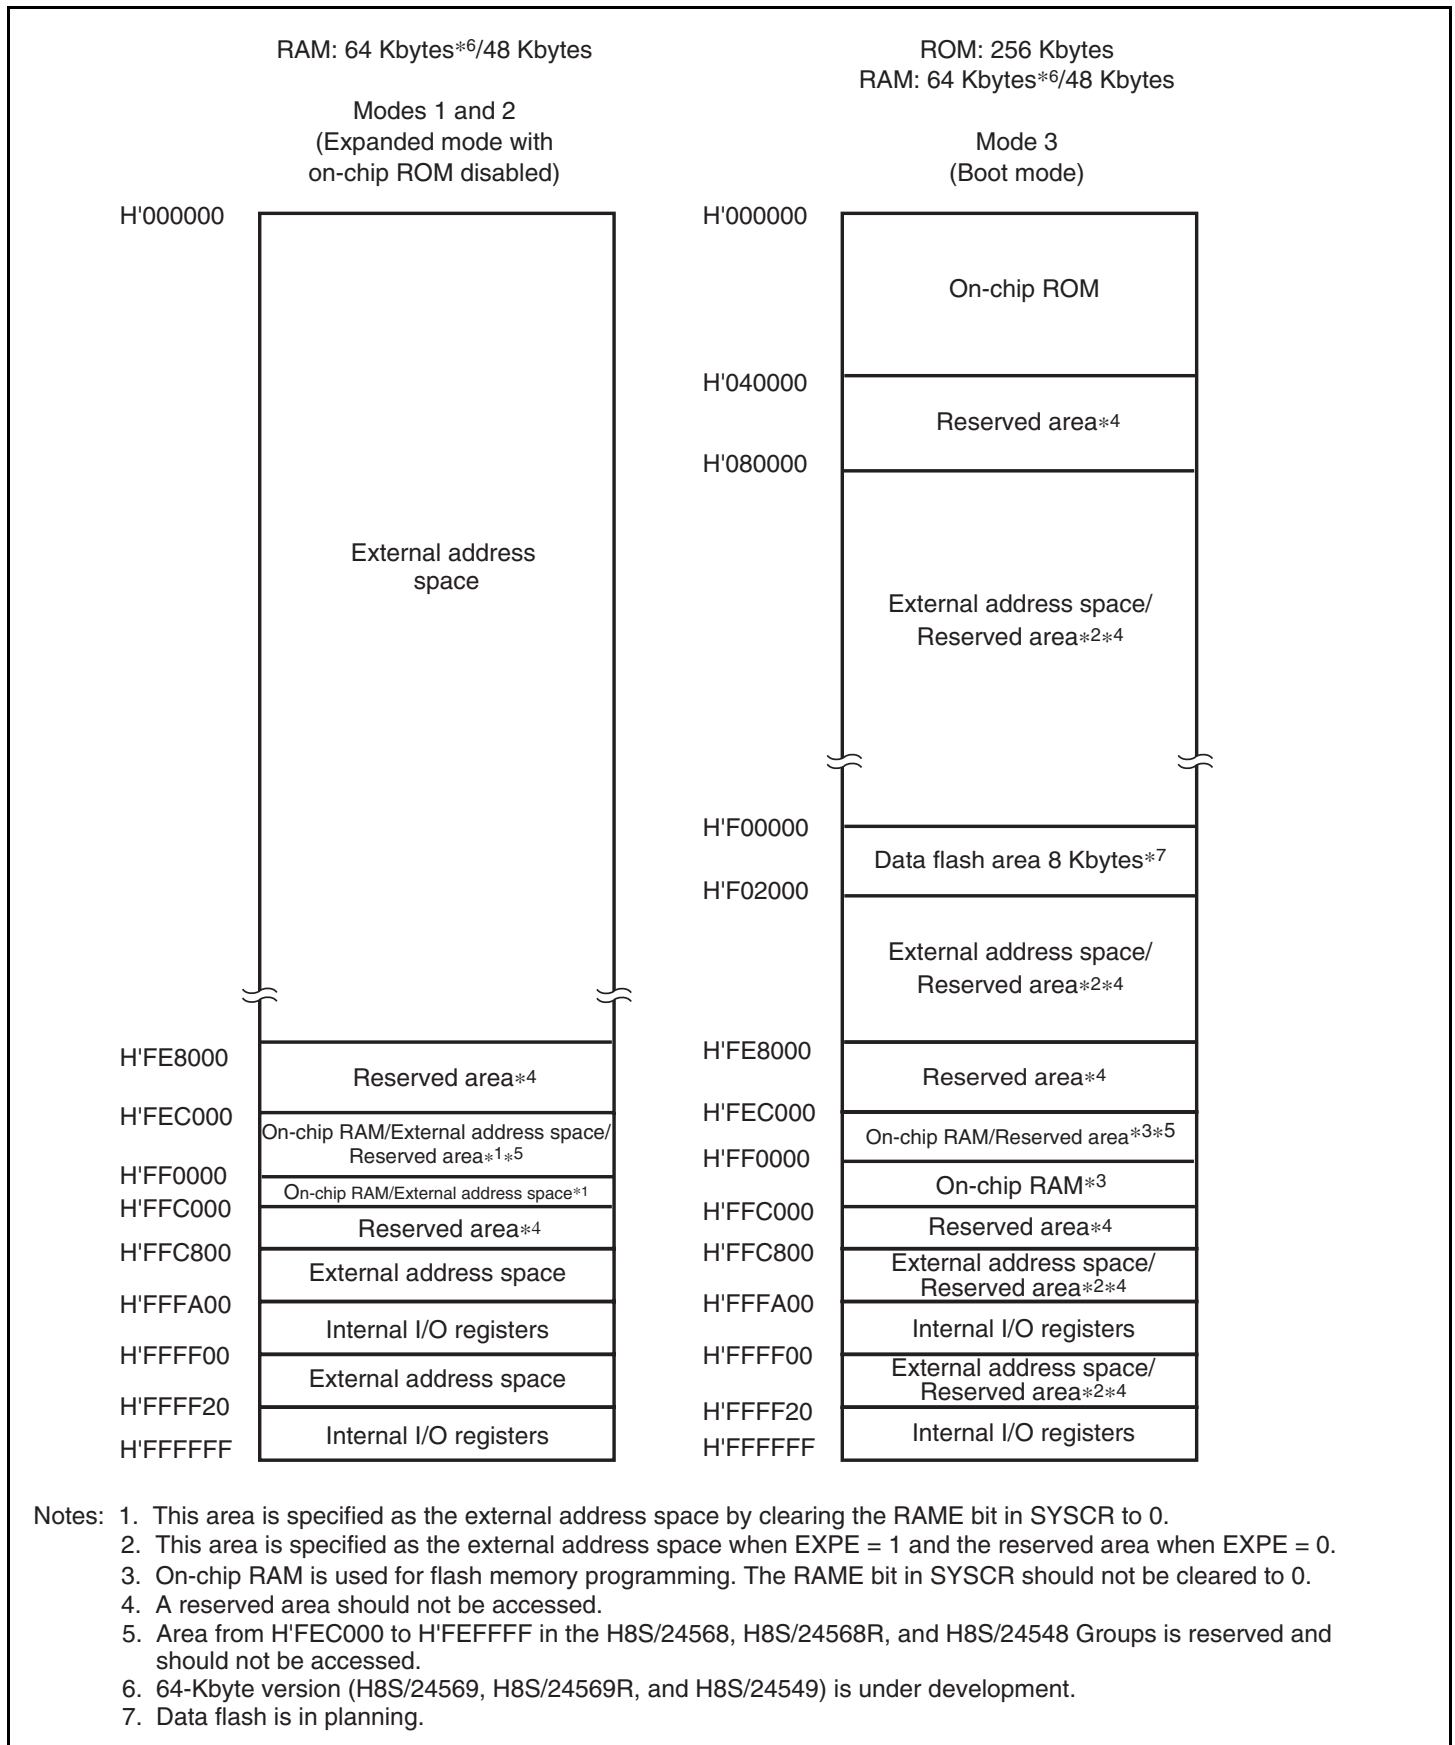 RAM: 64 Kbytes*6/48 Kbytes
Modes 1 and 2
(Expanded mode with
on-chip ROM disabled)
H'000000
External address
space
H'FE8000
Reserved area*4
H'FEC000
On-chip RAM/External address space/
Reserved area*1*5
H'FF0000
On-chip RAM/External address space*1
H'FFC000
Reserved area*4
H'FFC800
External address space
H'FFFA00
Internal I/O registers
H'FFFF00
External address space
H'FFFF20
Internal I/O registers
H'FFFFFF
ROM: 256 Kbytes
RAM: 64 Kbytes*6/48 Kbytes
Mode 3
(Boot mode)
H'000000
On-chip ROM
H'040000
Reserved area*4
H'080000
External address space/
Reserved area*2*4
H'F00000
Data flash area 8 Kbytes*7
H'F02000
External address space/
Reserved area*2*4
H'FE8000
Reserved area*4
H'FEC000
On-chip RAM/Reserved area*3*5
H'FF0000
On-chip RAM*3
H'FFC000
Reserved area*4
H'FFC800
External address space/
Reserved area*2*4
H'FFFA00
Internal I/O registers
H'FFFF00
External address space/
Reserved area*2*4
H'FFFF20
Internal I/O registers
H'FFFFFF
Notes: 1. This area is specified as the external address space by clearing the RAME bit in SYSCR to 0.
2. This area is specified as the external address space when EXPE = 1 and the reserved area when EXPE = 0.
3. On-chip RAM is used for flash memory programming. The RAME bit in SYSCR should not be cleared to 0.
4. A reserved area should not be accessed.
5. Area from H'FEC000 to H'FEFFFF in the H8S/24568, H8S/24568R, and H8S/24548 Groups is reserved and
should not be accessed.
6. 64-Kbyte version (H8S/24569, H8S/24569R, and H8S/24549) is under development.
7. Data flash is in planning.